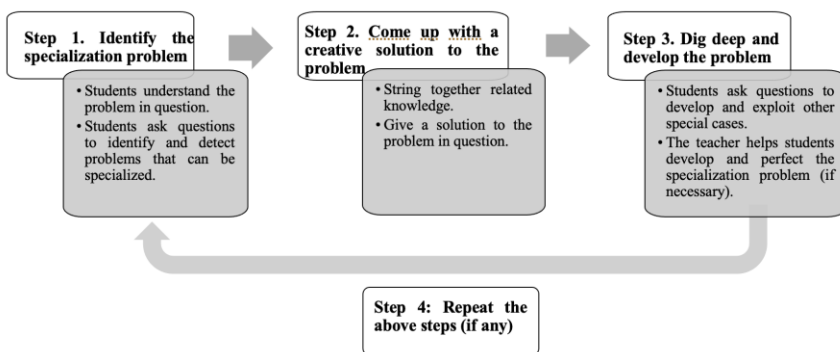 Step 1. Identify the
specialization problem
• Students understand the
problem in question.
• Students ask questions
to identify and detect
problems that can be
specialized.
Step 2. Come up with a
creative solution to the
problem
• String together related
knowledge.
• Give a solution to the
problem in question.
Step 3. Dig deep and
develop the problem
• Students ask questions to
develop and exploit other
special cases.
• The teacher helps students
develop and perfect the
specialization problem (if
necessary).
Step 4: Repeat the
above steps (if any)